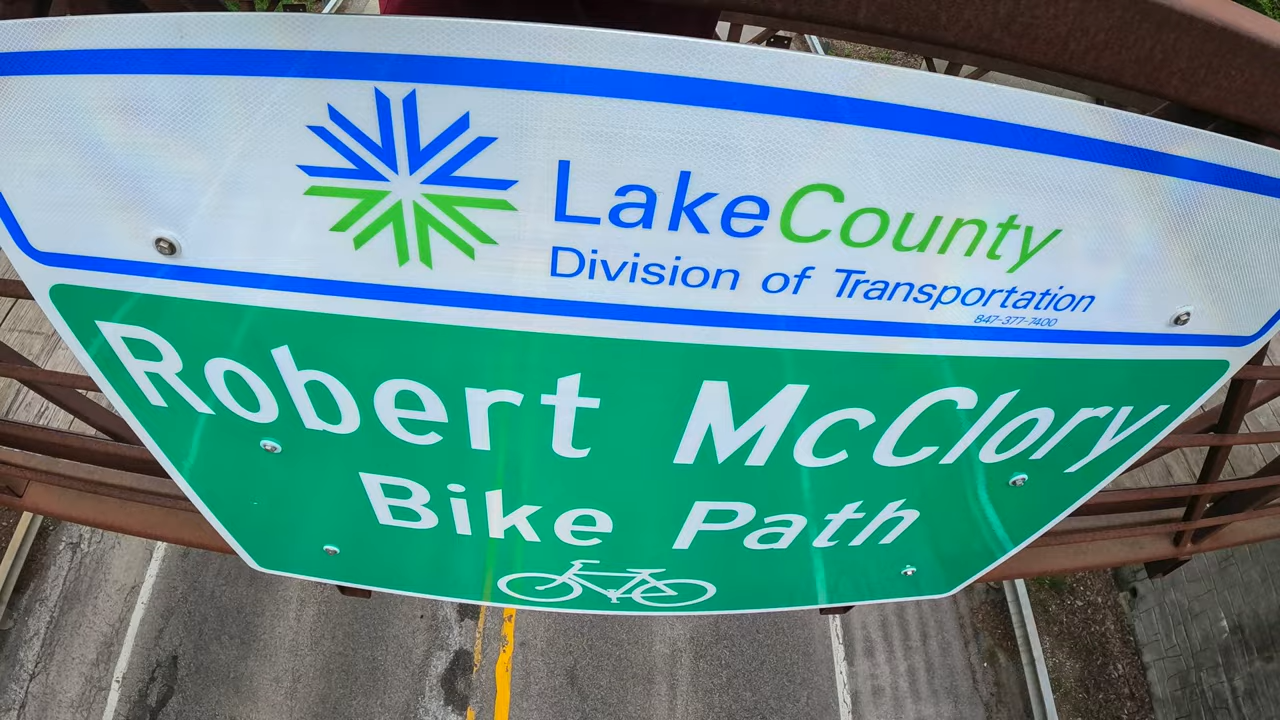 LakeCounty
Division of Transportation
847-377-7400
Robert McClory
Bike Path